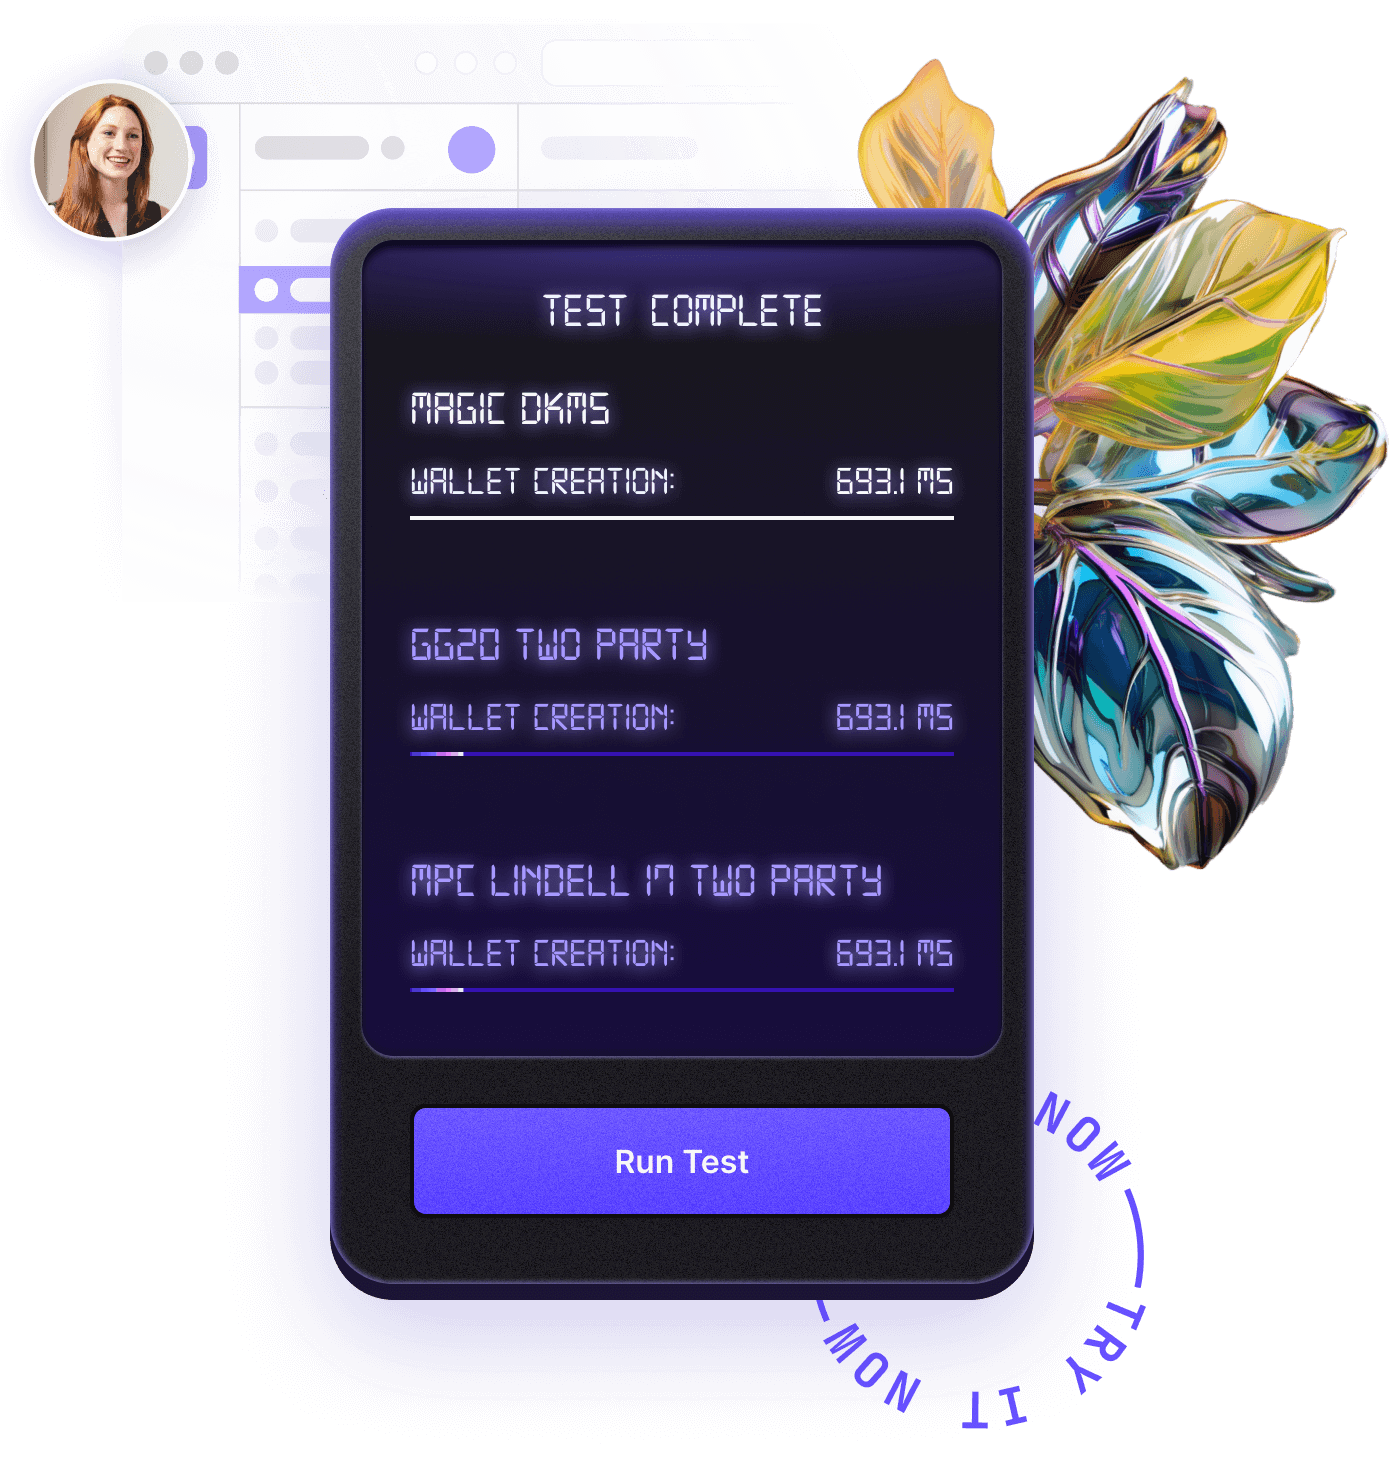 TEST COMPLETE
MAGIC DKMS
WALLET CREATION: 693.1 MS
GG20 TWO PARTY
WALLET CREATION: 693.1 MS
MPC LINDELL 17 TWO PARTY
WALLET CREATION: 693.1 MS
Run Test
NOW — TRY IT NOW —